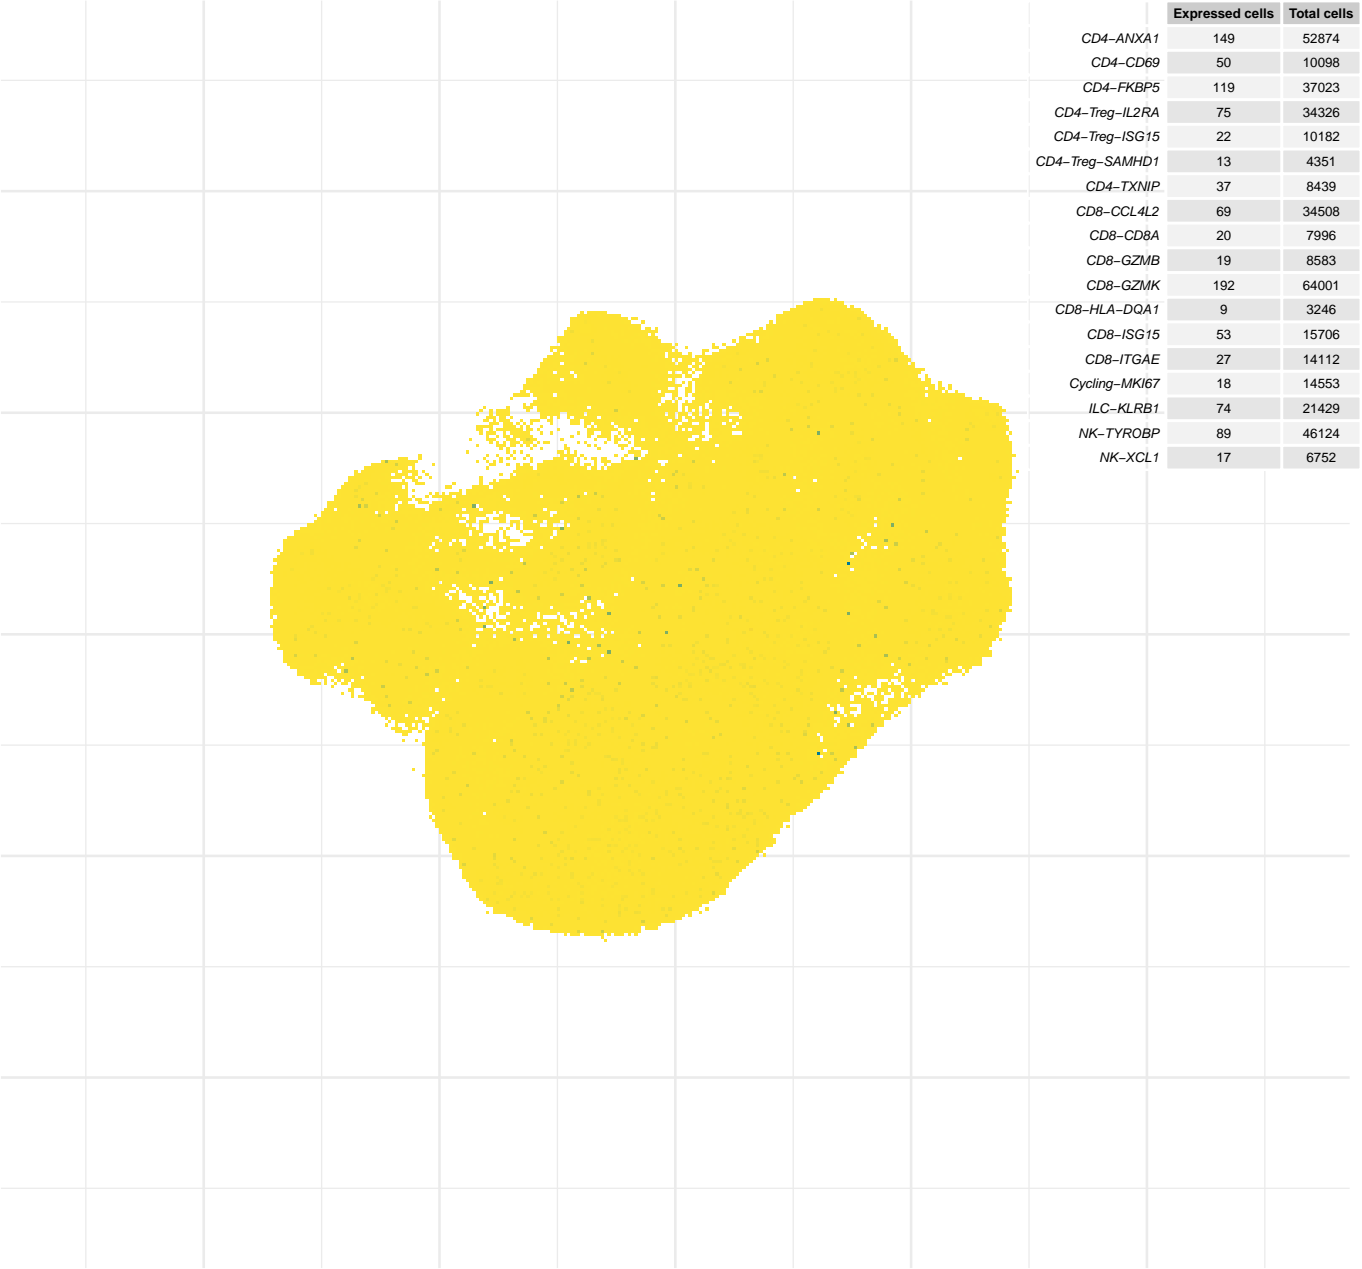 Expressed cells Total cells
CD4−ANXA1 149 52874
CD4−CD69 50 10098
CD4−FKBP5 119 37023
CD4−Treg−IL2RA 75 34326
CD4−Treg−ISG15 22 10182
CD4−Treg−SAMHD1 13 4351
CD4−TXNIP 37 8439
CD8−CCL4L2 69 34508
CD8−CD8A 20 7996
CD8−GZMB 19 8583
CD8−GZMK 192 64001
CD8−HLA−DQA1 9 3246
CD8−ISG15 53 15706
CD8−ITGAE 27 14112
Cycling−MKI67 18 14553
ILC−KLRB1 74 21429
NK−TYROBP 89 46124
NK−XCL1 17 6752